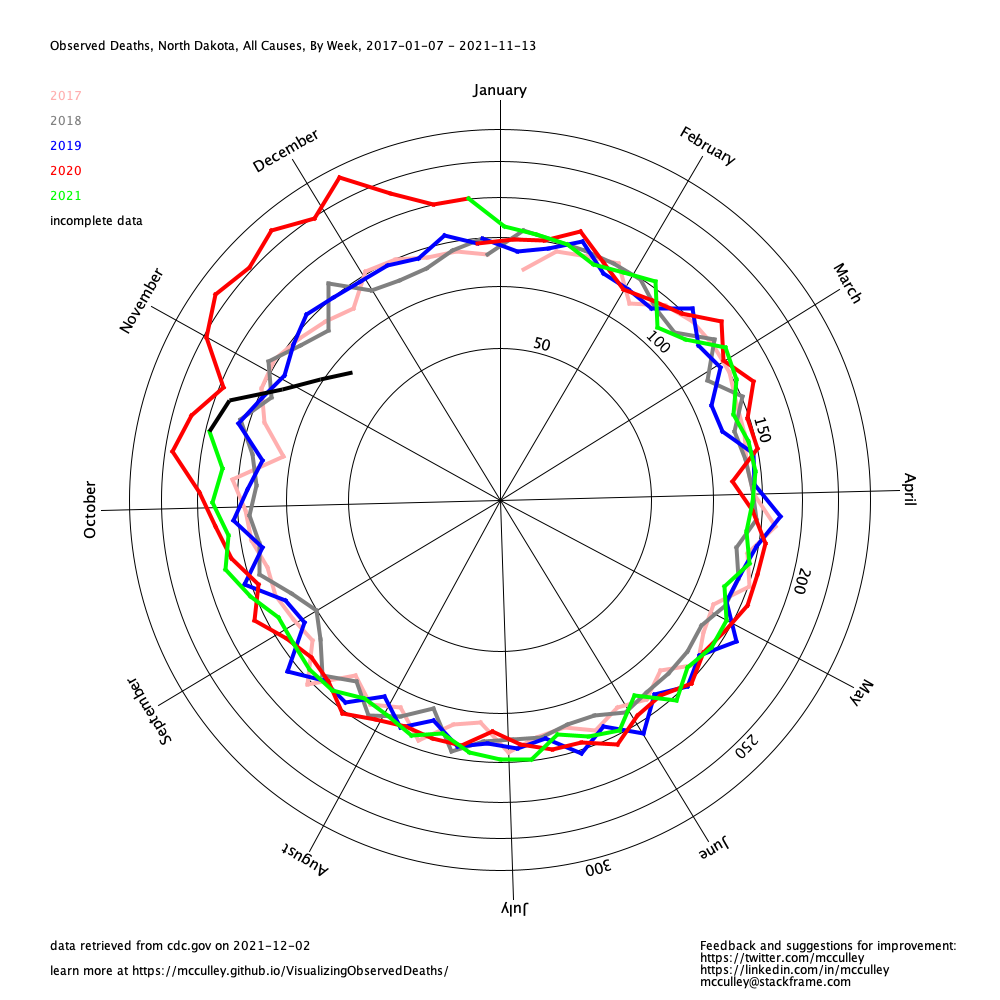 Observed Deaths, North Dakota, All Causes, By Week, 2017-01-07 - 2021-11-13
2017
2018
2019
2020
2021
incomplete data
January
February
March
April
May
June
July
August
September
October
November
December
50
100
150
200
250
300
data retrieved from cdc.gov on 2021-12-02
learn more at https://mcculley.github.io/VisualizingObservedDeaths/
Feedback and suggestions for improvement:
https://twitter.com/mcculley
https://linkedin.com/in/mcculley
mcculley@stackframe.com